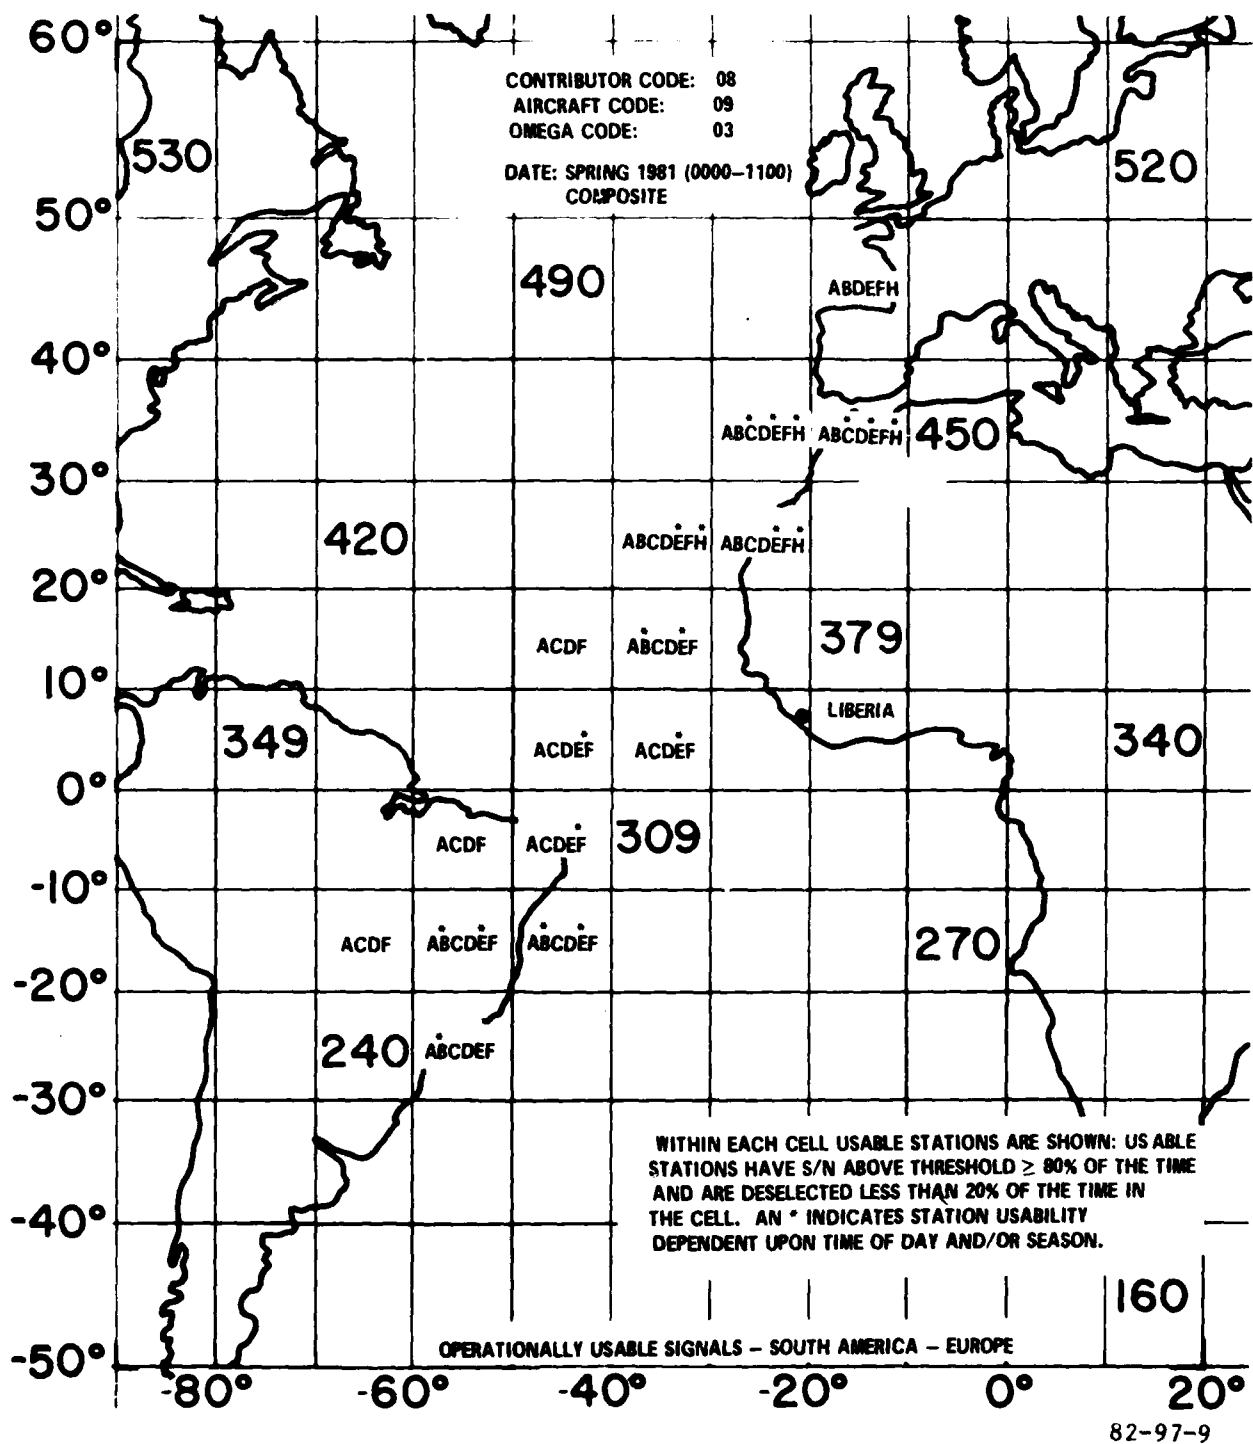 60°
CONTRIBUTOR CODE: 08
AIRCRAFT CODE: 09
OMEGA CODE: 03
530
DATE: SPRING 1981 (0000–1100)
COMPOSITE
520
50°
490
ABDEFH
40°
ABCDEFH ABCDEFH 450
30°
420
ABCDEFH ABCDEFH
20°
ACDF ABCDEF 379
10°
LIBERIA
349 ACDEF ACDEF 340
0°
ACDF ACDEF 309
-10°
ACDF ABCDEF ABCDEF 270
-20°
240 ABCDEF
-30°
WITHIN EACH CELL USABLE STATIONS ARE SHOWN: USABLE
STATIONS HAVE S/N ABOVE THRESHOLD ≥ 80% OF THE TIME
AND ARE DESELECTED LESS THAN 20% OF THE TIME IN
-40°
THE CELL. AN * INDICATES STATION USABILITY
DEPENDENT UPON TIME OF DAY AND/OR SEASON.
160
OPERATIONALLY USABLE SIGNALS – SOUTH AMERICA – EUROPE
-50°
-80° -60° -40° -20° 0° 20°
82-97-9